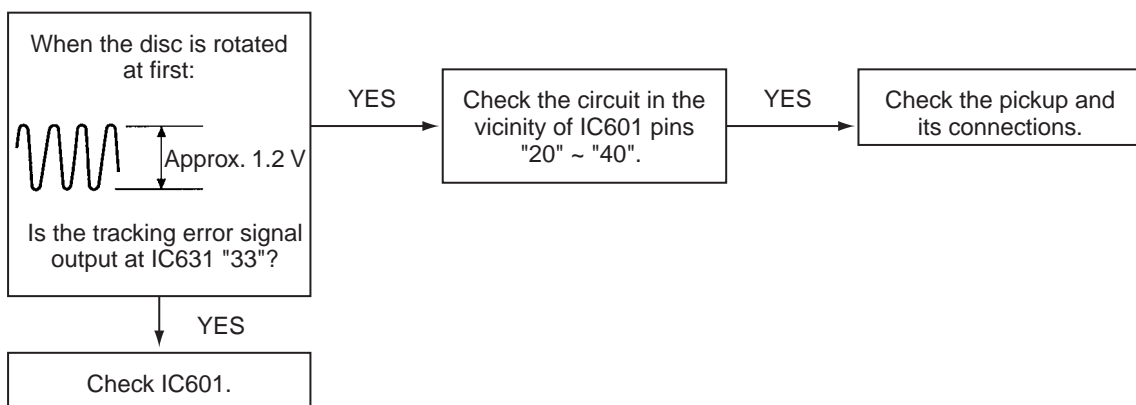 When the disc is rotated
at first:
Approx. 1.2 V
Is the tracking error signal
output at IC631 "33"?
YES
Check the circuit in the
vicinity of IC601 pins
"20" ~ "40".
YES
Check the pickup and
its connections.
YES
Check IC601.